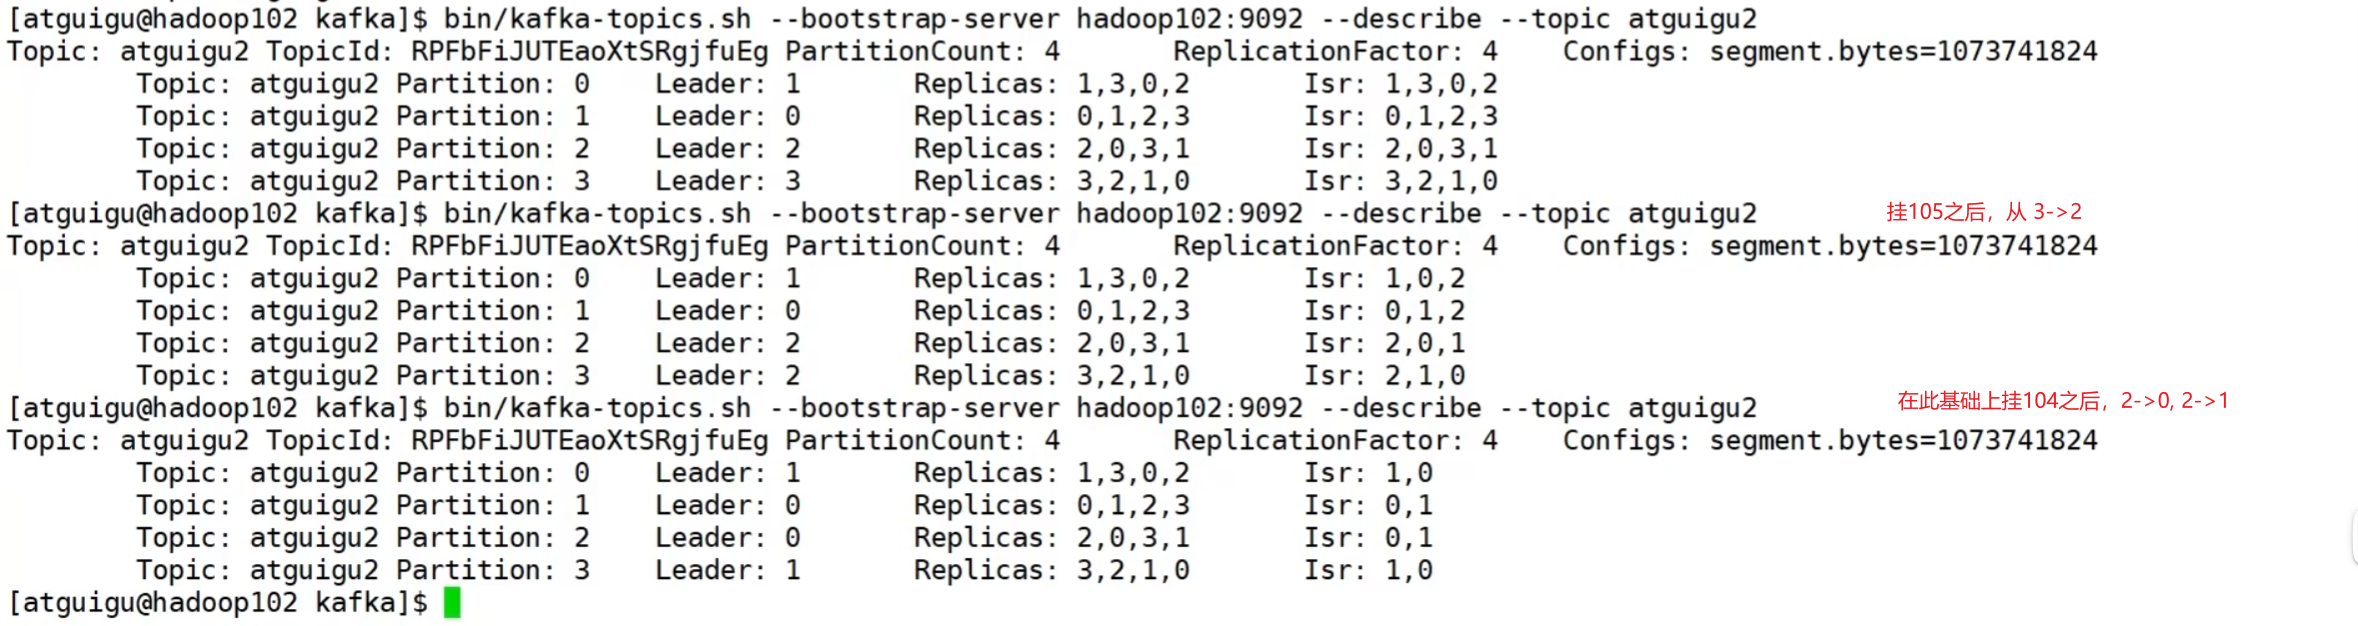 [atguigu@hadoop102 kafka]$ bin/kafka-topics.sh --bootstrap-server hadoop102:9092 --describe --topic atguigu2
Topic: atguigu2 TopicId: RPFbFiJUTEaoXtSRgjfuEg PartitionCount: 4 ReplicationFactor: 4 Configs: segment.bytes=1073741824
Topic: atguigu2 Partition: 0 Leader: 1 Replicas: 1,3,0,2 Isr: 1,3,0,2
Topic: atguigu2 Partition: 1 Leader: 0 Replicas: 0,1,2,3 Isr: 0,1,2,3
Topic: atguigu2 Partition: 2 Leader: 2 Replicas: 2,0,3,1 Isr: 2,0,3,1
Topic: atguigu2 Partition: 3 Leader: 3 Replicas: 3,2,1,0 Isr: 3,2,1,0
[atguigu@hadoop102 kafka]$ bin/kafka-topics.sh --bootstrap-server hadoop102:9092 --describe --topic atguigu2 挂105之后，从 3->2
Topic: atguigu2 TopicId: RPFbFiJUTEaoXtSRgjfuEg PartitionCount: 4 ReplicationFactor: 4 Configs: segment.bytes=1073741824
Topic: atguigu2 Partition: 0 Leader: 1 Replicas: 1,3,0,2 Isr: 1,0,2
Topic: atguigu2 Partition: 1 Leader: 0 Replicas: 0,1,2,3 Isr: 0,1,2
Topic: atguigu2 Partition: 2 Leader: 2 Replicas: 2,0,3,1 Isr: 2,0,1
Topic: atguigu2 Partition: 3 Leader: 2 Replicas: 3,2,1,0 Isr: 2,1,0
[atguigu@hadoop102 kafka]$ bin/kafka-topics.sh --bootstrap-server hadoop102:9092 --describe --topic atguigu2 在此基础上挂104之后，2->0, 2->1
Topic: atguigu2 TopicId: RPFbFiJUTEaoXtSRgjfuEg PartitionCount: 4 ReplicationFactor: 4 Configs: segment.bytes=1073741824
Topic: atguigu2 Partition: 0 Leader: 1 Replicas: 1,3,0,2 Isr: 1,0
Topic: atguigu2 Partition: 1 Leader: 0 Replicas: 0,1,2,3 Isr: 0,1
Topic: atguigu2 Partition: 2 Leader: 0 Replicas: 2,0,3,1 Isr: 0,1
Topic: atguigu2 Partition: 3 Leader: 1 Replicas: 3,2,1,0 Isr: 1,0
[atguigu@hadoop102 kafka]$